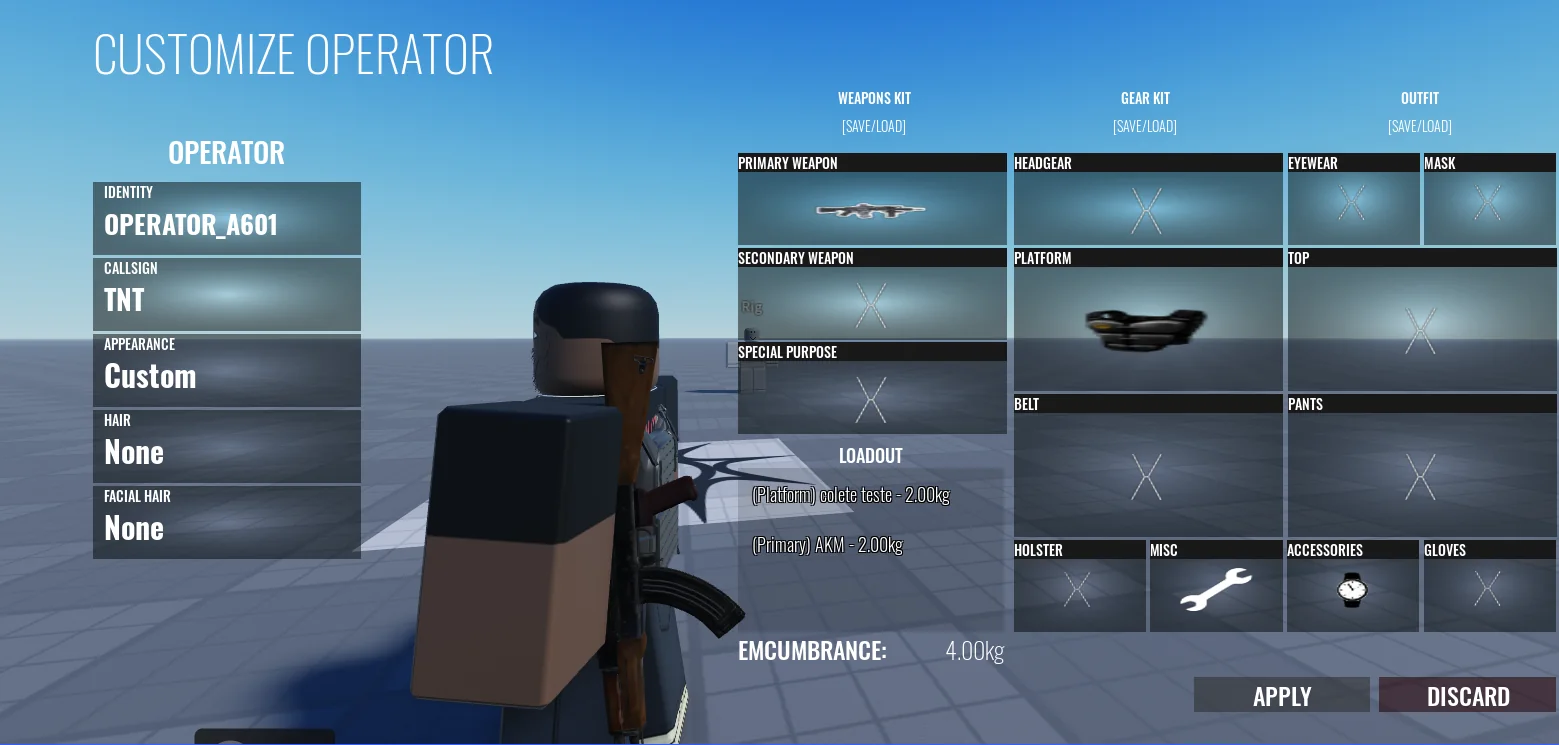 CUSTOMIZE OPERATOR
OPERATOR
IDENTITY
OPERATOR_A601
CALLSIGN
TNT
APPEARANCE
Custom
HAIR
None
FACIAL HAIR
None
WEAPONS KIT
[SAVE/LOAD]
PRIMARY WEAPON
SECONDARY WEAPON
Rig
SPECIAL PURPOSE
LOADOUT
(Platform) colete teste - 2.00kg
(Primary) AKM - 2.00kg
EMCUMBRANCE: 4.00kg
GEAR KIT
[SAVE/LOAD]
HEADGEAR
PLATFORM
BELT
HOLSTER
MISC
OUTFIT
[SAVE/LOAD]
EYEWEAR
MASK
TOP
PANTS
ACCESSORIES
GLOVES
APPLY
DISCARD